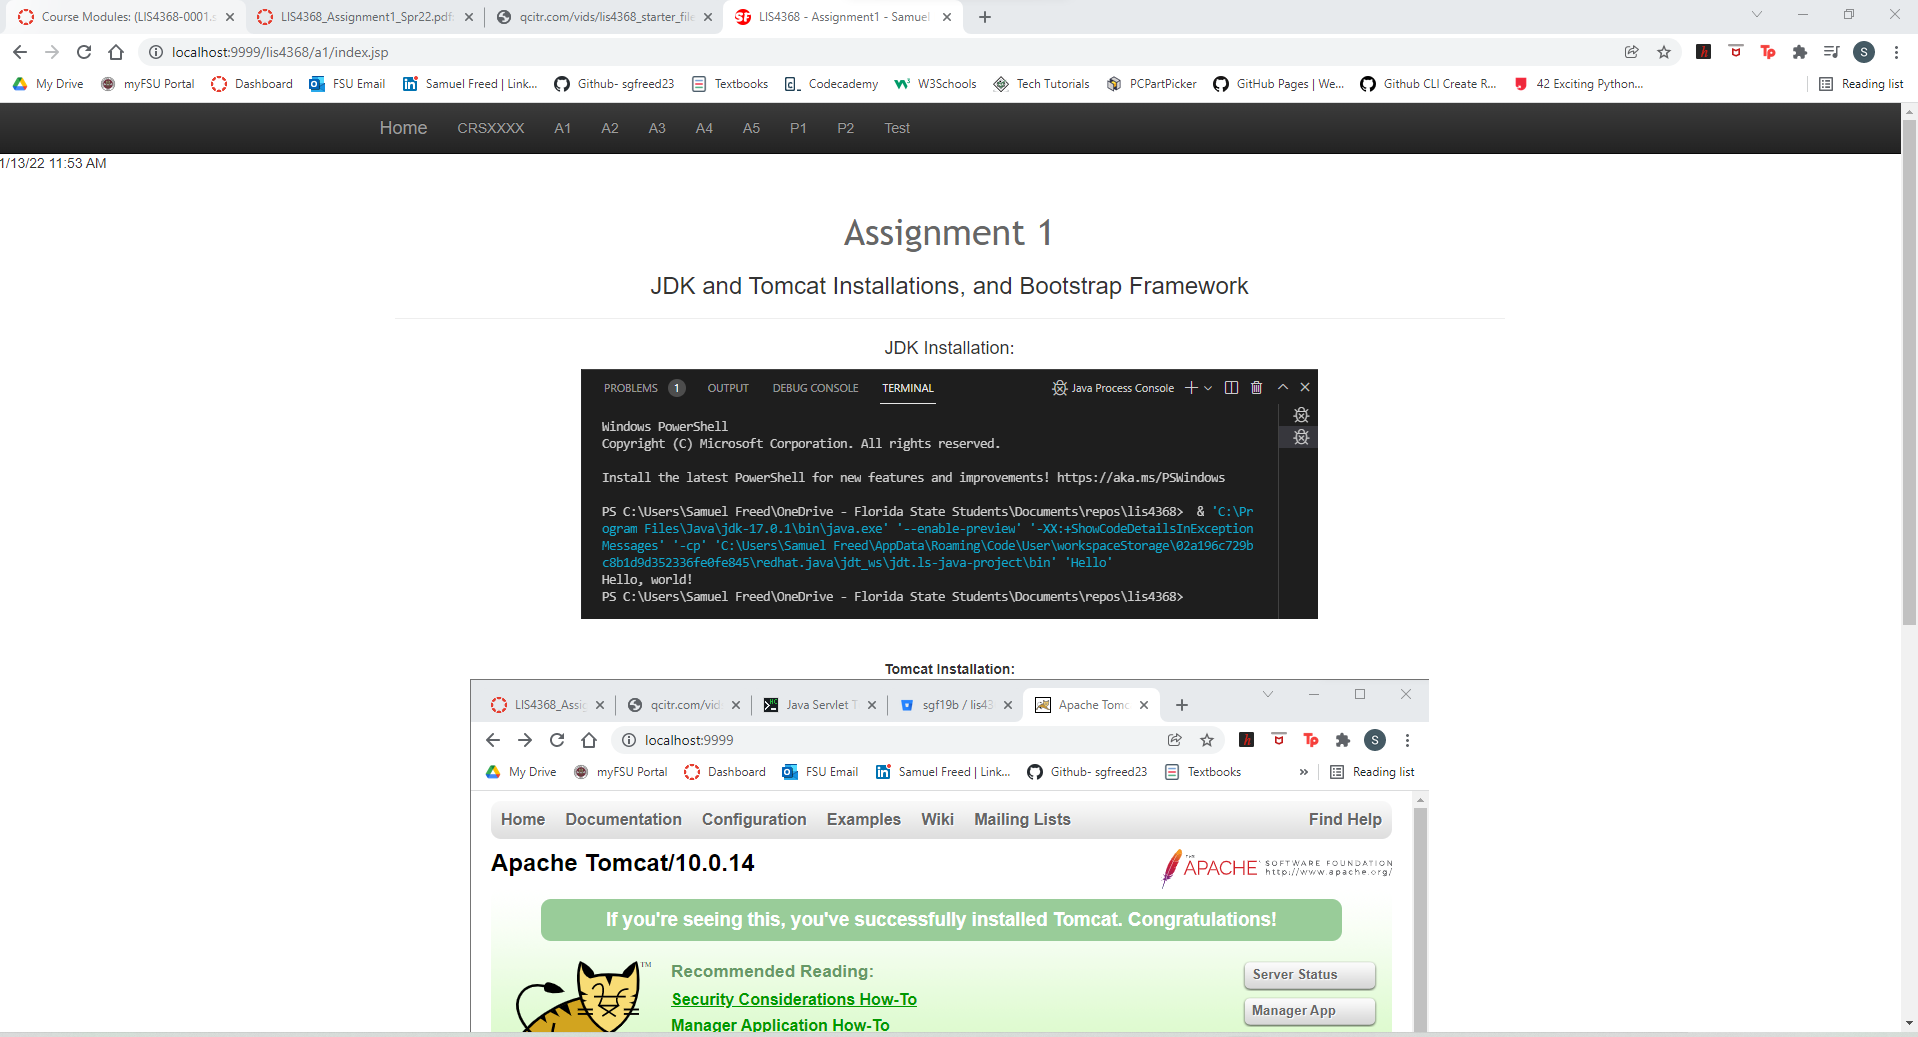 Course Modules: (LIS4368-0001.s
LIS4368_Assignment1_Spr22.pdf:
qcitr.com/vids/lis4368_starter_file
LIS4368 - Assignment1 - Samuel
localhost:9999/lis4368/a1/index.jsp
S
My Drive
myFSU Portal
Dashboard
FSU Email
Samuel Freed | Link...
Github- sgfreed23
Textbooks
Codecademy
W3Schools
Tech Tutorials
PCPartPicker
GitHub Pages | We...
Github CLI Create R...
42 Exciting Python...
Reading list
Home CRSXXXX A1 A2 A3 A4 A5 P1 P2 Test
1/13/22 11:53 AM
Assignment 1
JDK and Tomcat Installations, and Bootstrap Framework
JDK Installation:
PROBLEMS 1 OUTPUT DEBUG CONSOLE TERMINAL Java Process Console
Windows PowerShell
Copyright (C) Microsoft Corporation. All rights reserved.
Install the latest PowerShell for new features and improvements! https://aka.ms/PSWindows
PS C:\Users\Samuel Freed\OneDrive - Florida State Students\Documents\repos\lis4368> & 'C:\Pr
ogram Files\Java\jdk-17.0.1\bin\java.exe' '--enable-preview' '-XX:+ShowCodeDetailsInException
Messages' '-cp' 'C:\Users\Samuel Freed\AppData\Roaming\Code\User\workspaceStorage\02a196c729b
c8b1d9d352336fe0fe845\redhat.java\jdt_ws\jdt.ls-java-project\bin' 'Hello'
Hello, world!
PS C:\Users\Samuel Freed\OneDrive - Florida State Students\Documents\repos\lis4368>
Tomcat Installation:
LIS4368_Assig
qcitr.com/vid
Java Servlet T
sgf19b / lis43
Apache Tomc
localhost:9999
S
My Drive
myFSU Portal
Dashboard
FSU Email
Samuel Freed | Link...
Github- sgfreed23
Textbooks
»
Reading list
Home Documentation Configuration Examples Wiki Mailing Lists Find Help
Apache Tomcat/10.0.14
THE APACHE SOFTWARE FOUNDATION
http://www.apache.org/
If you're seeing this, you've successfully installed Tomcat. Congratulations!
TM
Recommended Reading:
Security Considerations How-To
Manager Application How-To
Server Status
Manager App